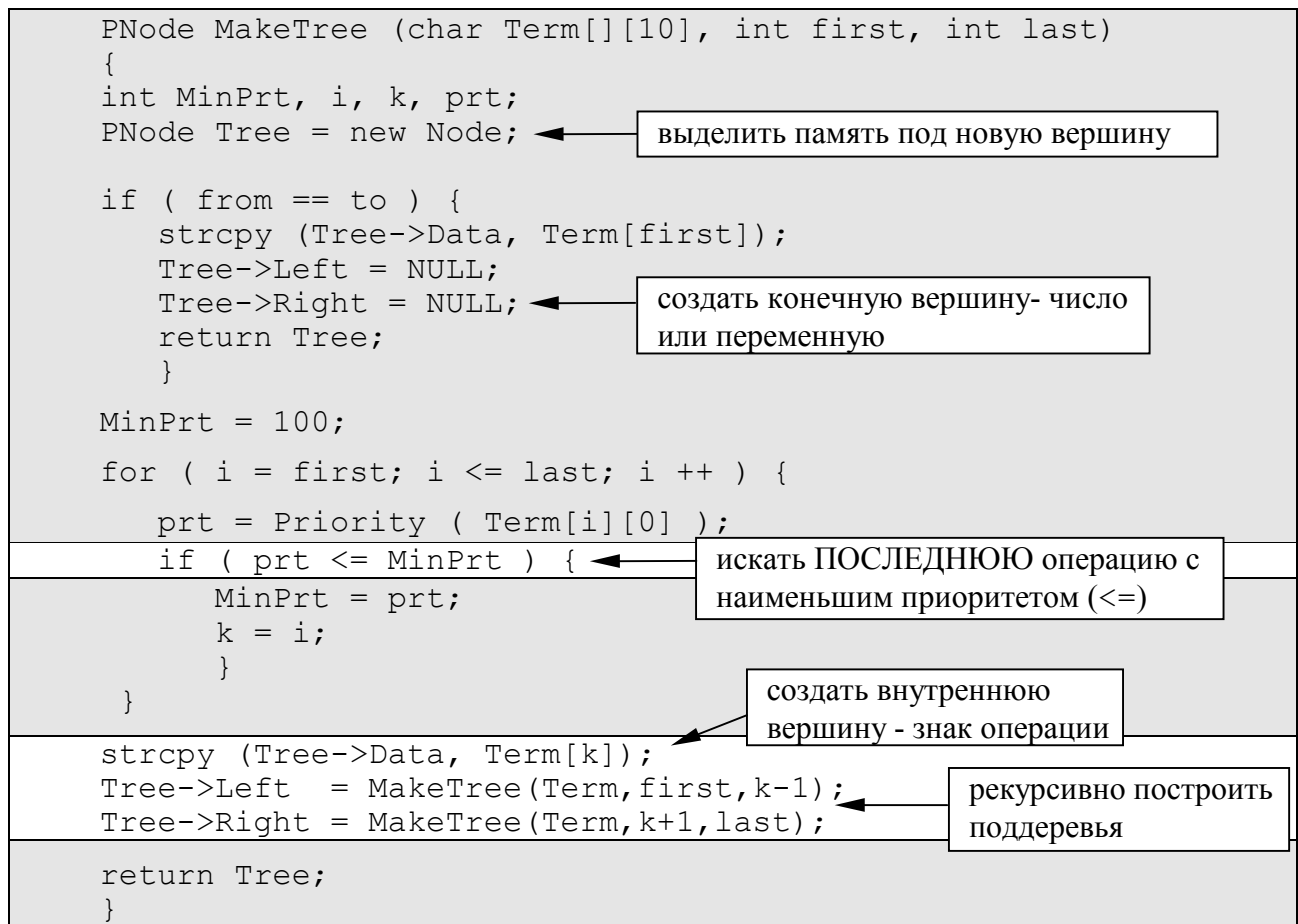 PNode MakeTree (char Term[][10], int first, int last)
{
int MinPrt, i, k, prt;
PNode Tree = new Node;
выделить память под новую вершину
if ( from == to ) {
strcpy (Tree->Data, Term[first]);
Tree->Left = NULL;
Tree->Right = NULL;
создать конечную вершину- число
или переменную
return Tree;
}
MinPrt = 100;
for ( i = first; i <= last; i ++ ) {
prt = Priority ( Term[i][0] );
if ( prt <= MinPrt ) {
искать ПОСЛЕДНЮЮ операцию с
наименьшим приоритетом (<=)
MinPrt = prt;
k = i;
}
}
создать внутреннюю
вершину - знак операции
strcpy (Tree->Data, Term[k]);
Tree->Left = MakeTree(Term,first,k-1);
Tree->Right = MakeTree(Term,k+1,last);
рекурсивно построить
поддеревья
return Tree;
}